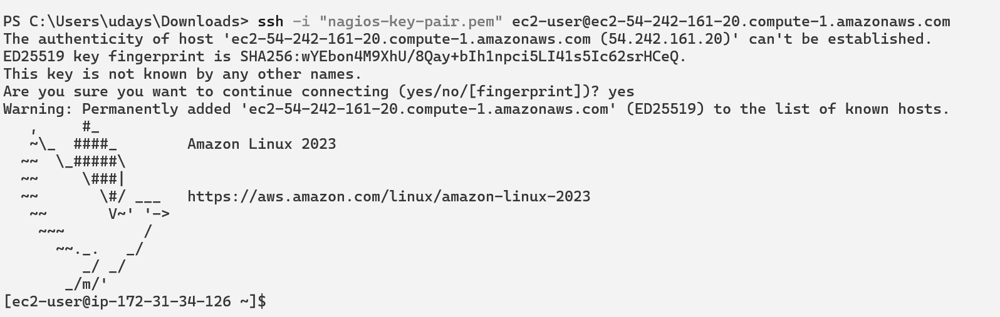 PS C:\Users\udays\Downloads> ssh -i "nagios-key-pair.pem" ec2-user@ec2-54-242-161-20.compute-1.amazonaws.com
The authenticity of host 'ec2-54-242-161-20.compute-1.amazonaws.com (54.242.161.20)' can't be established.
ED25519 key fingerprint is SHA256:wYEbon4M9XhU/8Qay+bIh1npci5LI41s5Ic62srHCeQ.
This key is not known by any other names.
Are you sure you want to continue connecting (yes/no/[fingerprint])? yes
Warning: Permanently added 'ec2-54-242-161-20.compute-1.amazonaws.com' (ED25519) to the list of known hosts.
   ,     #_
   ~\_  ####_        Amazon Linux 2023
  ~~  \_#####\
  ~~     \###|
  ~~       \#/ ___   https://aws.amazon.com/linux/amazon-linux-2023
   ~~       V~' '->
    ~~~         /
      ~~._.   _/
         _/ _/
       _/m/'
[ec2-user@ip-172-31-34-126 ~]$